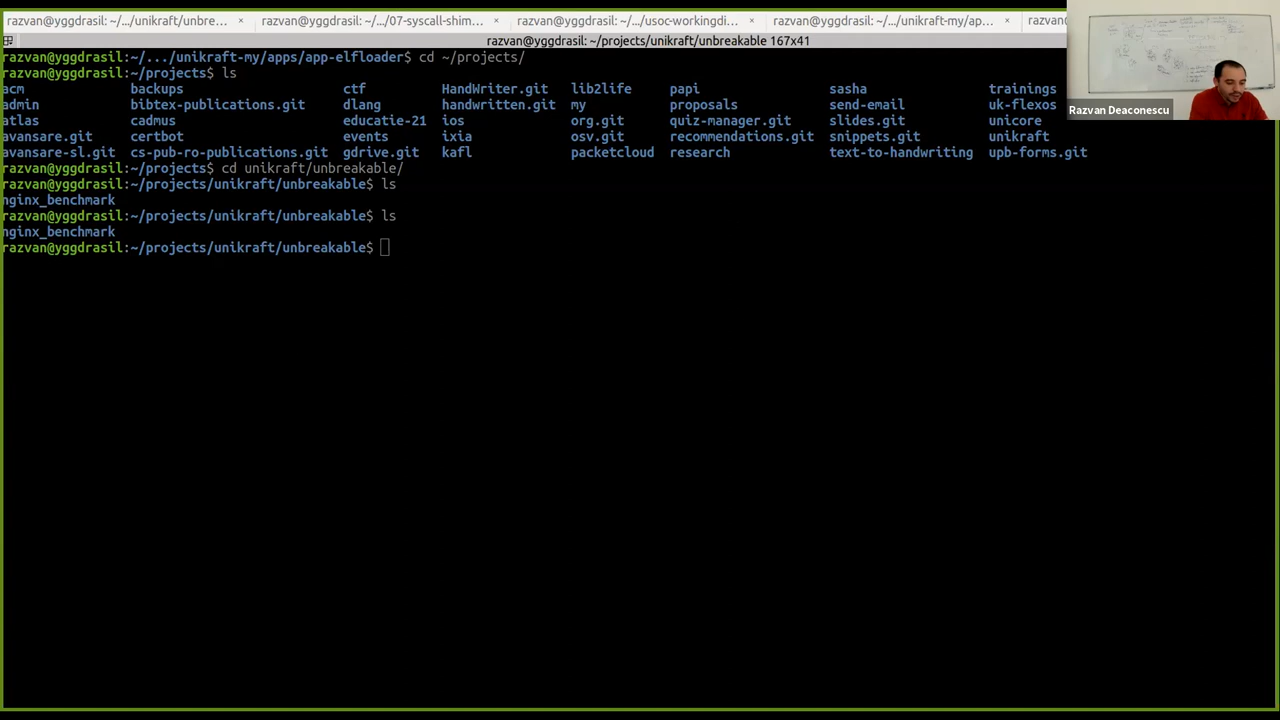 razvan@yggdrasil: ~/.../unikraft/unbre... × razvan@yggdrasil: ~/.../07-syscall-shim... × razvan@yggdrasil: ~/.../usoc-workingdi... × razvan@yggdrasil: ~/.../unikraft-my/ap... × razvan
razvan@yggdrasil:~/projects/unikraft/unbreakable 167x41
razvan@yggdrasil:~/.../unikraft-my/apps/app-elfloader$ cd ~/projects/
razvan@yggdrasil:~/projects$ ls
acm backups ctf HandWriter.git lib2life papi sasha trainings
admin bibtex-publications.git dlang handwritten.git my proposals send-email uk-flexos
atlas cadmus educatie-21 ios org.git quiz-manager.git slides.git unicore
avansare.git certbot events ixia osv.git recommendations.git snippets.git unikraft
avansare-sl.git cs-pub-ro-publications.git gdrive.git kafl packetcloud research text-to-handwriting upb-forms.git
razvan@yggdrasil:~/projects$ cd unikraft/unbreakable/
razvan@yggdrasil:~/projects/unikraft/unbreakable$ ls
nginx_benchmark
razvan@yggdrasil:~/projects/unikraft/unbreakable$ ls
nginx_benchmark
razvan@yggdrasil:~/projects/unikraft/unbreakable$
Razvan Deaconescu